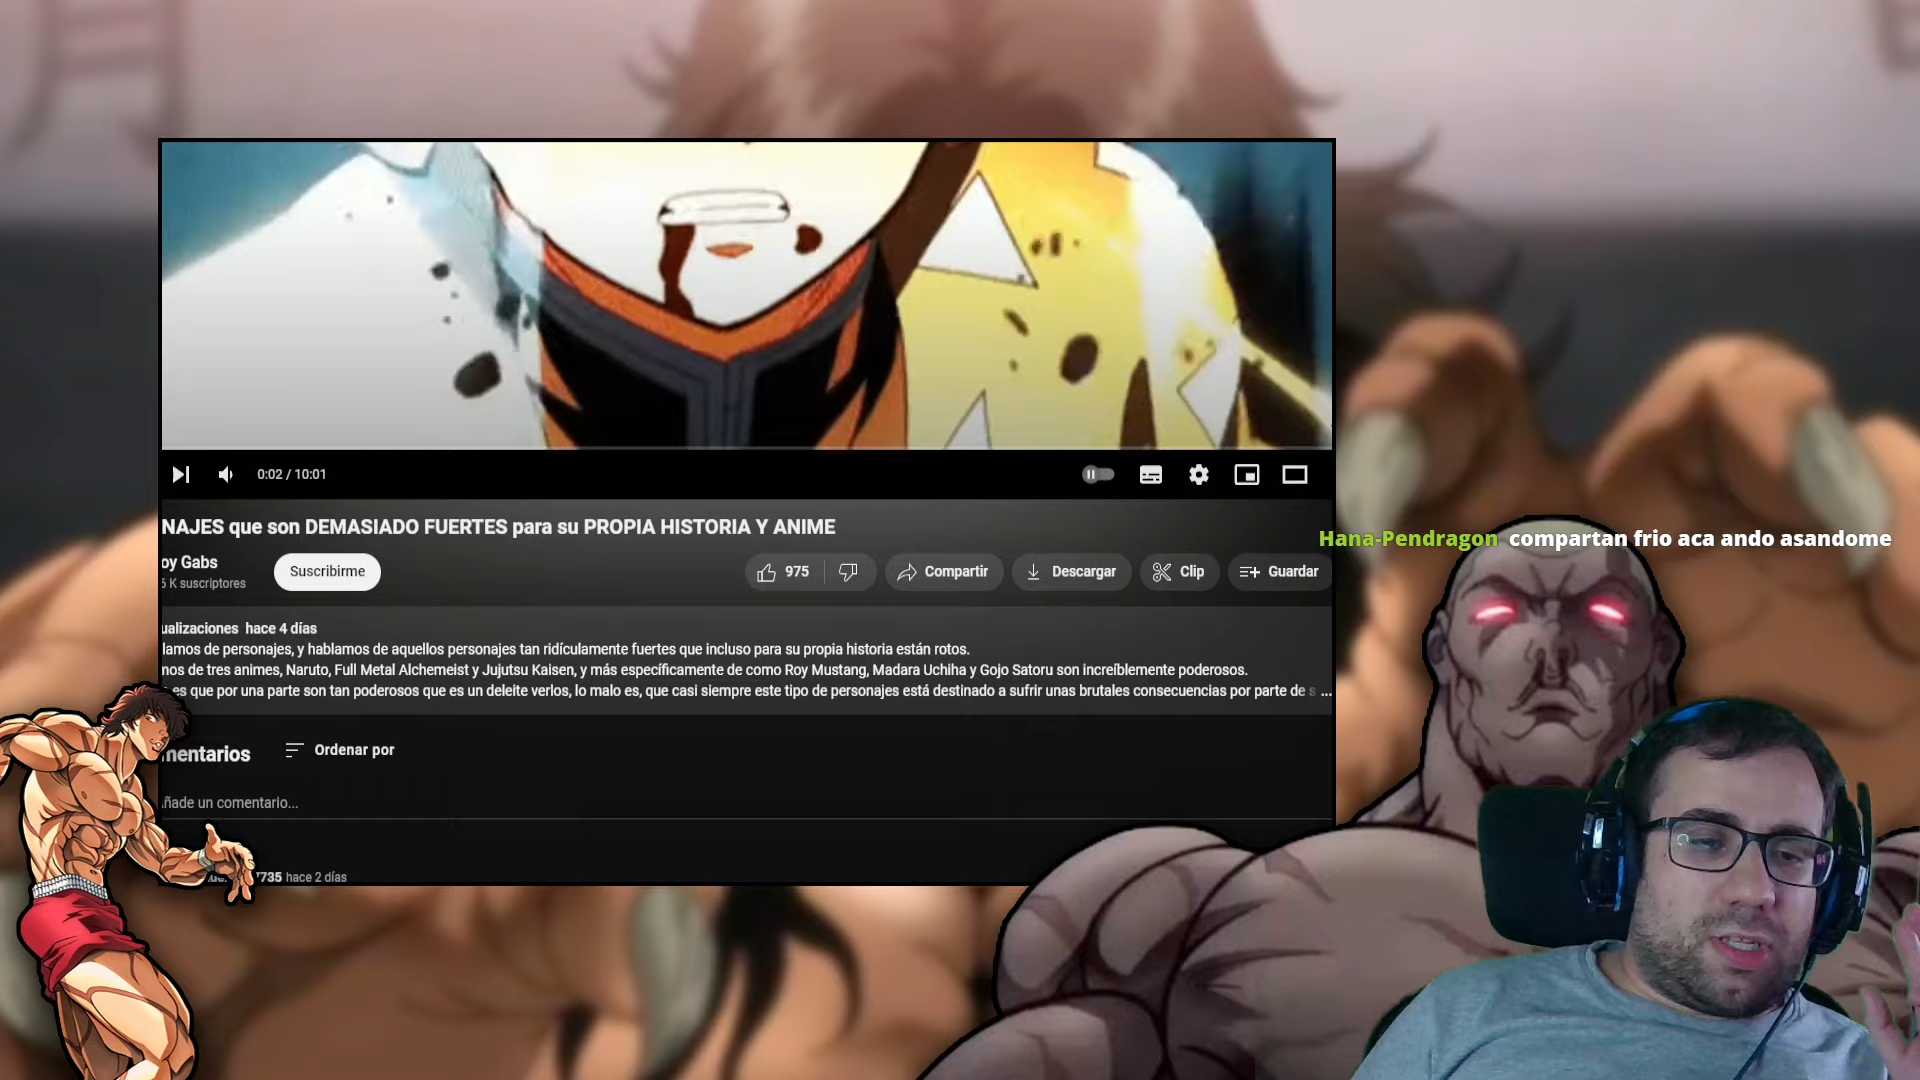 0:02 / 10:01
NAJES que son DEMASIADO FUERTES para su PROPIA HISTORIA Y ANIME
oy Gabs
6 K suscriptores
Suscribirme
975
Compartir
Descargar
Clip
Guardar
Hana-Pendragon compartan frio aca ando asandome
ualizaciones hace 4 días
lamos de personajes, y hablamos de aquellos personajes tan ridículamente fuertes que incluso para su propia historia están rotos.
mos de tres animes, Naruto, Full Metal Alchemeist y Jujutsu Kaisen, y más específicamente de como Roy Mustang, Madara Uchiha y Gojo Satoru son increíblemente poderosos.
es que por una parte son tan poderosos que es un deleite verlos, lo malo es, que casi siempre este tipo de personajes está destinado a sufrir unas brutales consecuencias por parte de s ...
mentarios
Ordenar por
ñade un comentario...
7735 hace 2 días